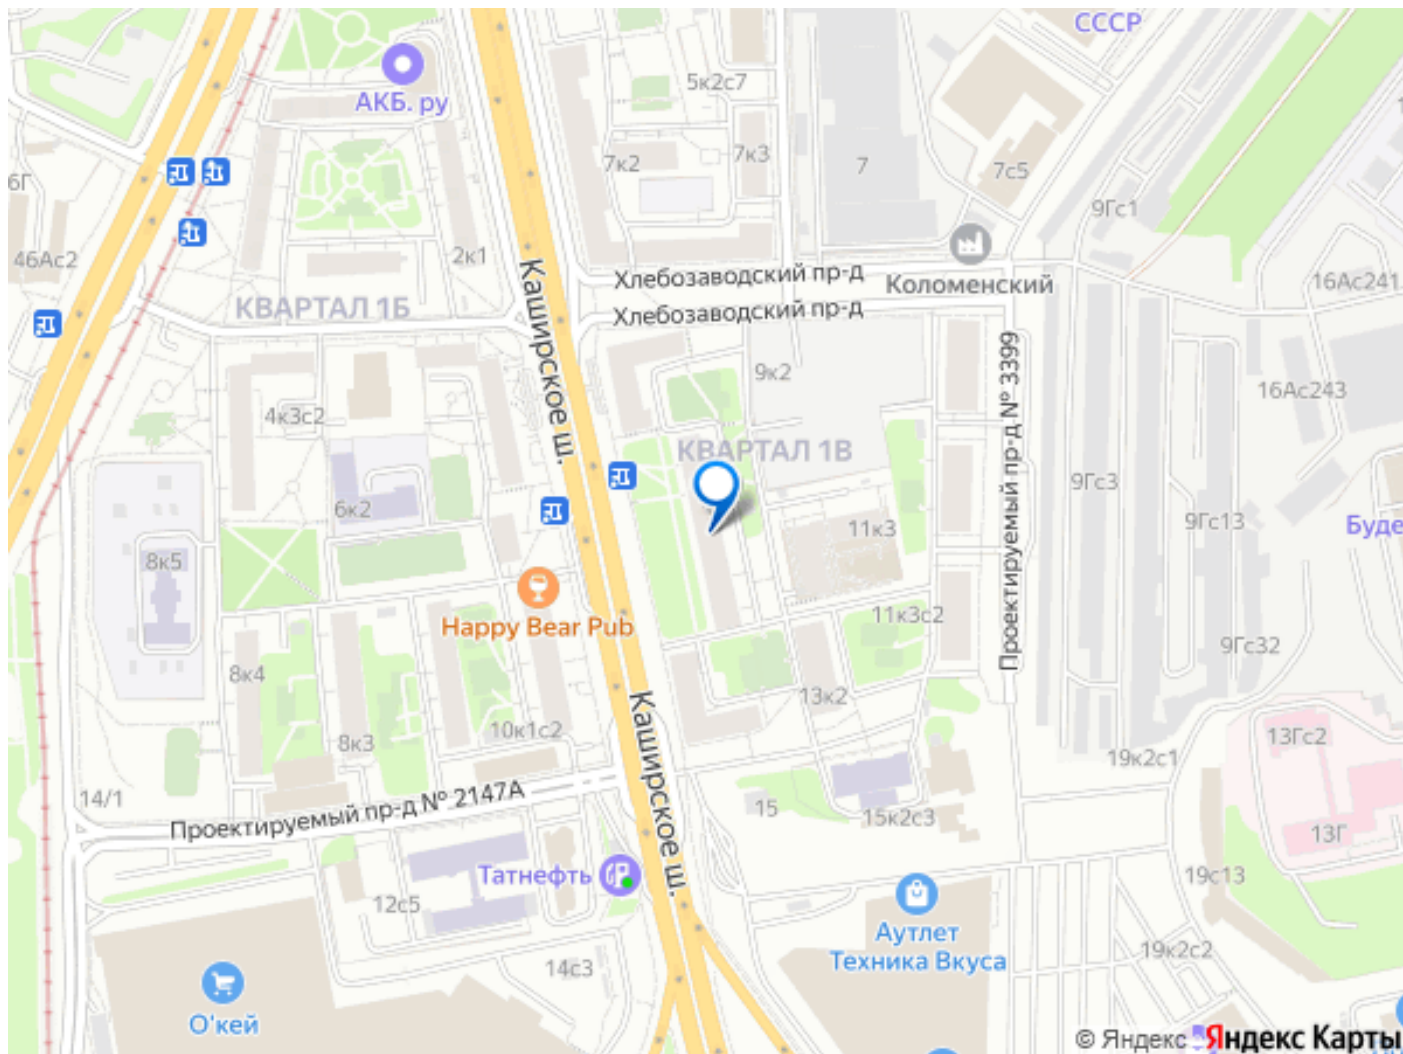 СССР
АКБ. ру
5к2с7
7к2
7к3
7
7с5
6Г
9Гс1
46Ас2
2к1
Хлебозаводский пр-д
Коломенский
16Ас241
КВАРТАЛ 1Б
Хлебозаводский пр-д
Каширское ш.
9к2
Проектируемый пр-д № 3399
16Ас243
4к3с2
КВАРТАЛ 1В
9Гс3
6к2
11к3
9Гс13
Буде
8к5
Happy Bear Pub
11к3с2
9Гс32
8к4
13к2
Каширское ш.
10к1с2
8к3
13Гс2
19к2с1
14/1
Проектируемый пр-д № 2147А
15
15к2с3
13Г
Татнефть
12с5
19с13
Аутлет
Техника Вкуса
19к2с2
14с3
О'кей
© Яндекс Яндекс Карты